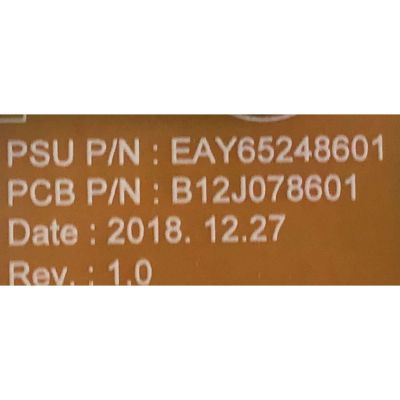 PSU P/N : EAY65248601
PCB P/N : B12J078601
Date : 2018. 12.27
Rev. : 1.0